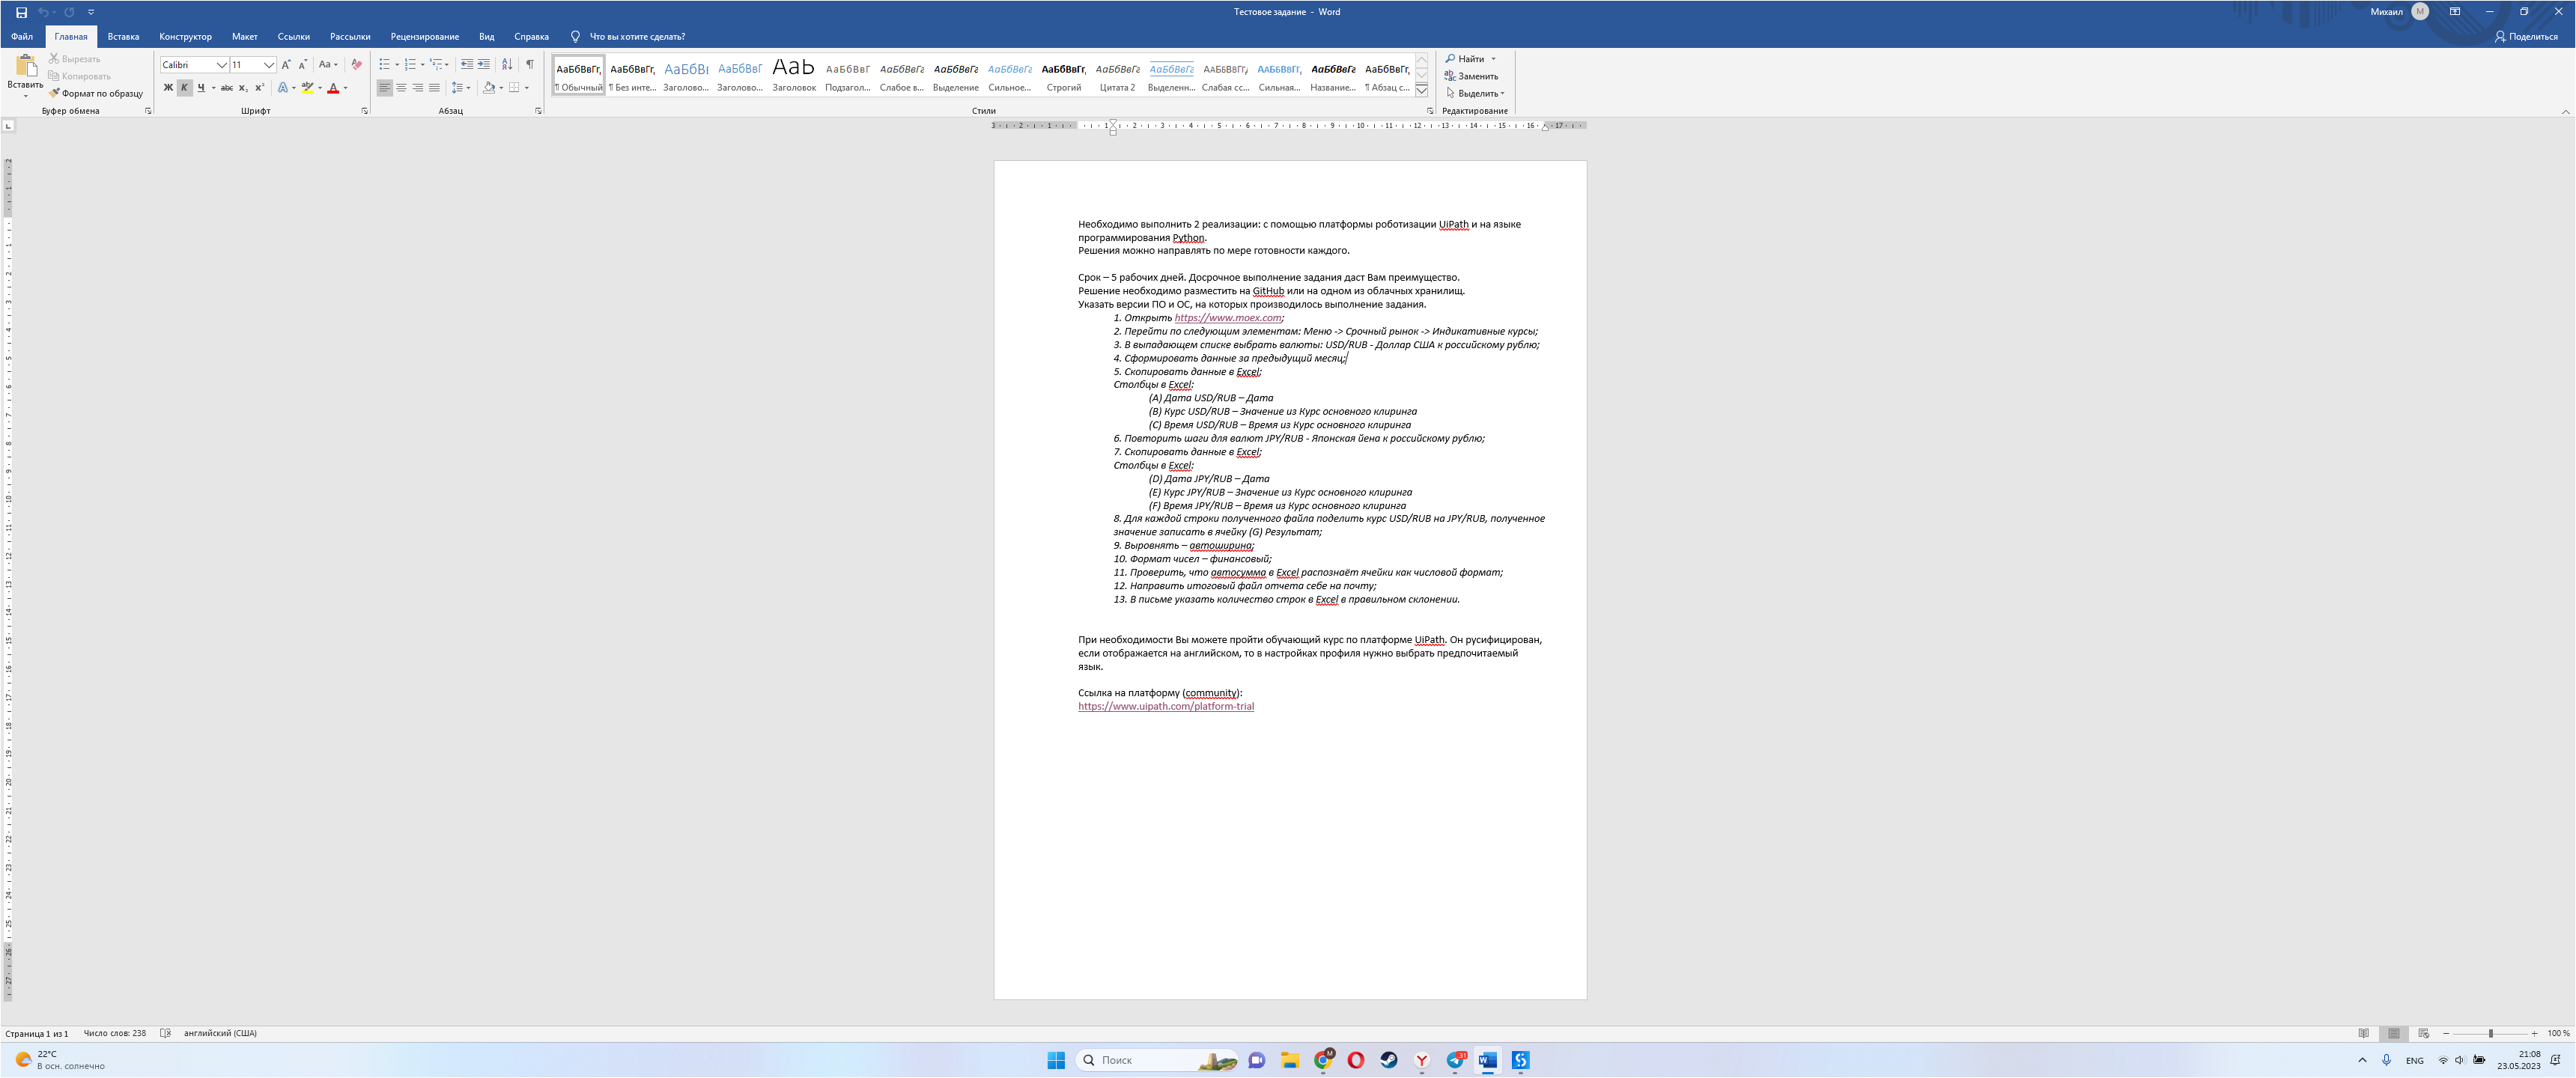 Тестовое задание - Word
Михаил
М
Файл Главная Вставка Конструктор Макет Ссылки Рассылки Рецензирование Вид Справка Что вы хотите сделать? Поделиться
Вставить
Вырезать
Копировать
Формат по образцу
Буфер обмена
Calibri 11
Шрифт
Абзац
АаБбВвГг, АаБбВвГг, АаБбВі АаБбВвГ АаЬ АаБбВвГ АаБбВвГг АаБбВвГг АаБбВвГг АаБбВвГг, АаБбВвГг АаБбВвГг ААББВВГГ, ААББВВГГ, АаБбВвГг АаБбВвГг,
¶ Обычный ¶ Без инте... Заголово... Заголово... Заголовок Подзагол... Слабое в... Выделение Сильное... Строгий Цитата 2 Выделенн... Слабая сс... Сильная... Название... ¶ Абзац с...
Стили
Найти
Заменить
Выделить
Редактирование
Необходимо выполнить 2 реализации: с помощью платформы роботизации UiPath и на языке
программирования Python.
Решения можно направлять по мере готовности каждого.
Срок – 5 рабочих дней. Досрочное выполнение задания даст Вам преимущество.
Решение необходимо разместить на GitHub или на одном из облачных хранилищ.
Указать версии ПО и ОС, на которых производилось выполнение задания.
1. Открыть https://www.moex.com;
2. Перейти по следующим элементам: Меню -> Срочный рынок -> Индикативные курсы;
3. В выпадающем списке выбрать валюты: USD/RUB - Доллар США к российскому рублю;
4. Сформировать данные за предыдущий месяц;
5. Скопировать данные в Excel;
Столбцы в Excel:
(A) Дата USD/RUB – Дата
(B) Курс USD/RUB – Значение из Курс основного клиринга
(C) Время USD/RUB – Время из Курс основного клиринга
6. Повторить шаги для валют JPY/RUB - Японская йена к российскому рублю;
7. Скопировать данные в Excel;
Столбцы в Excel:
(D) Дата JPY/RUB – Дата
(E) Курс JPY/RUB – Значение из Курс основного клиринга
(F) Время JPY/RUB – Время из Курс основного клиринга
8. Для каждой строки полученного файла поделить курс USD/RUB на JPY/RUB, полученное
значение записать в ячейку (G) Результат;
9. Выровнять – автоширина;
10. Формат чисел – финансовый;
11. Проверить, что автосумма в Excel распознаёт ячейки как числовой формат;
12. Направить итоговый файл отчета себе на почту;
13. В письме указать количество строк в Excel в правильном склонении.
При необходимости Вы можете пройти обучающий курс по платформе UiPath. Он русифицирован,
если отображается на английском, то в настройках профиля нужно выбрать предпочитаемый
язык.
Ссылка на платформу (community):
https://www.uipath.com/platform-trial
Страница 1 из 1 Число слов: 238 английский (США) 100 %
22°C
В осн. солнечно
Поиск
31
ENG
21:08
23.05.2023